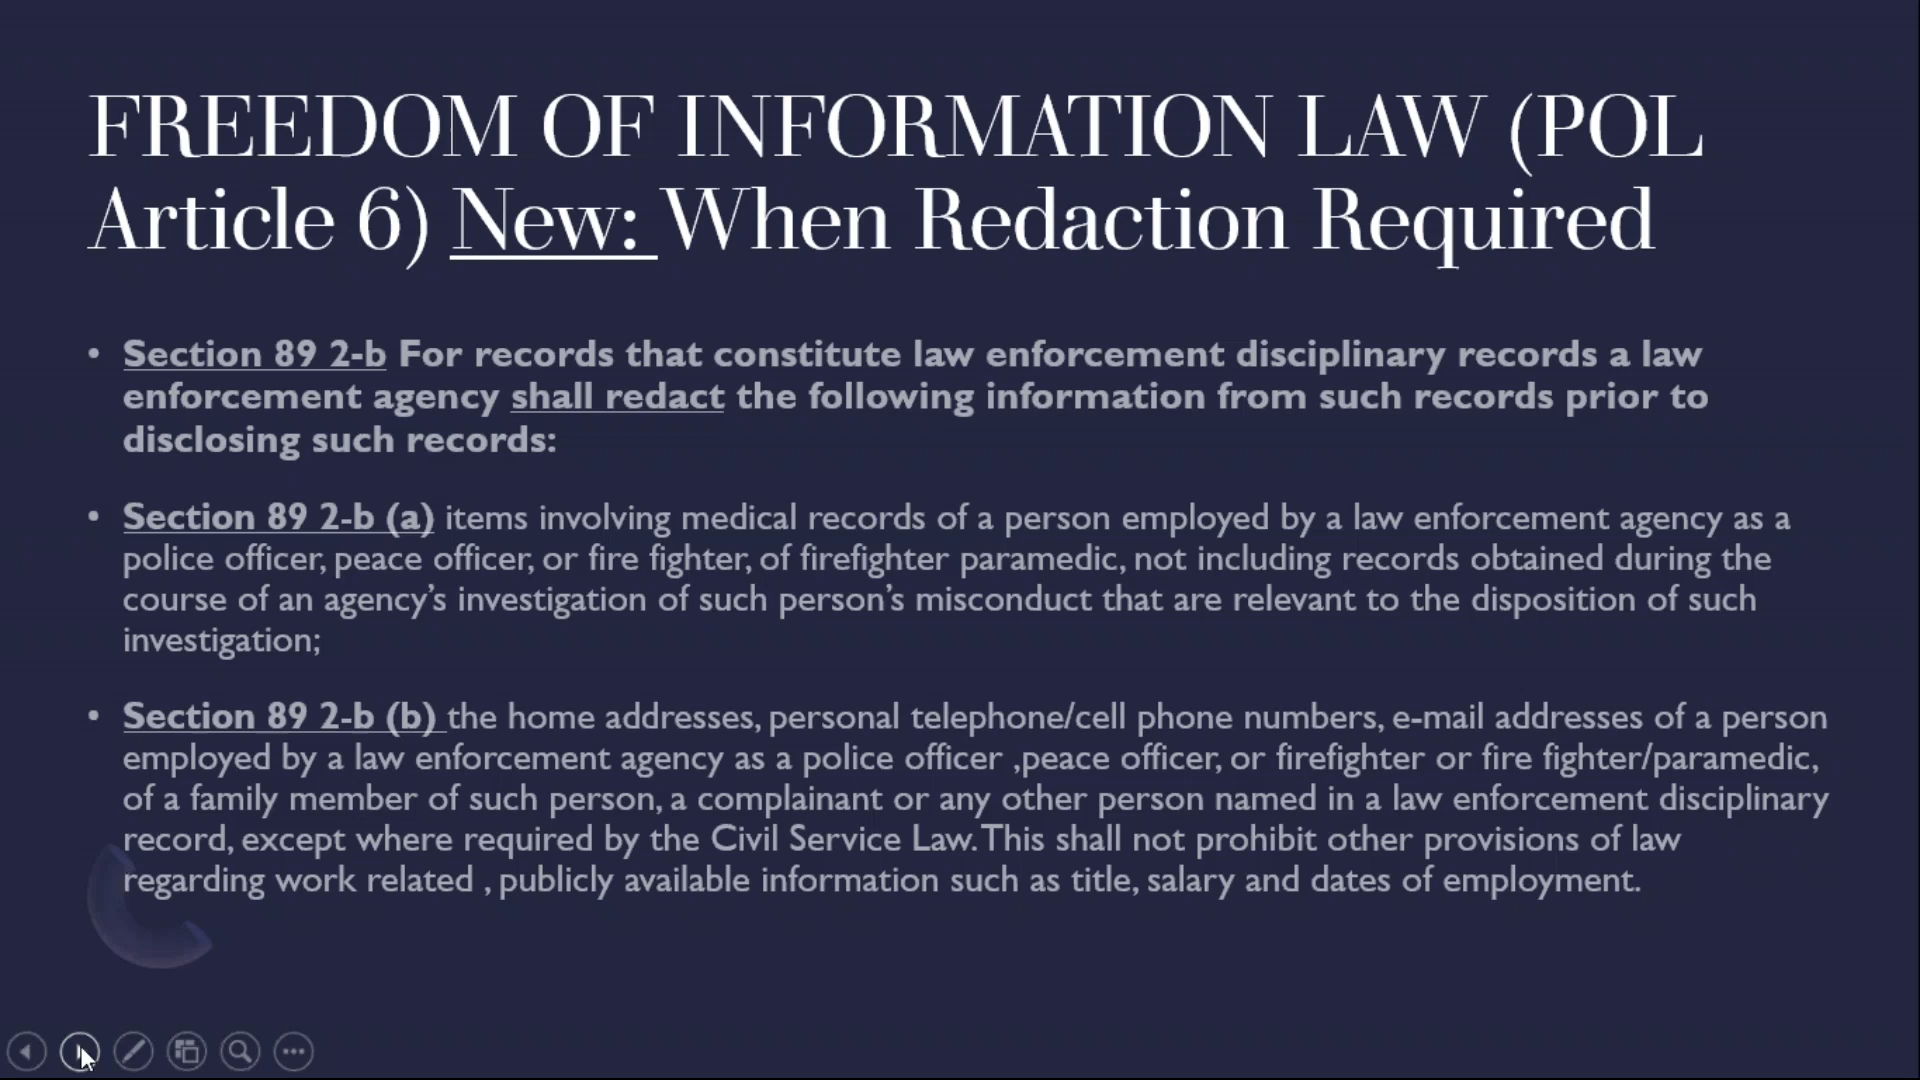 FREEDOM OF INFORMATION LAW (POL
Article 6) New: When Redaction Required
• Section 89 2-b For records that constitute law enforcement disciplinary records a law
enforcement agency shall redact the following information from such records prior to
disclosing such records:
• Section 89 2-b (a) items involving medical records of a person employed by a law enforcement agency as a
police officer, peace officer, or fire fighter, of firefighter paramedic, not including records obtained during the
course of an agency’s investigation of such person’s misconduct that are relevant to the disposition of such
investigation;
• Section 89 2-b (b) the home addresses, personal telephone/cell phone numbers, e-mail addresses of a person
employed by a law enforcement agency as a police officer ,peace officer, or firefighter or fire fighter/paramedic,
of a family member of such person, a complainant or any other person named in a law enforcement disciplinary
record, except where required by the Civil Service Law. This shall not prohibit other provisions of law
regarding work related , publicly available information such as title, salary and dates of employment.